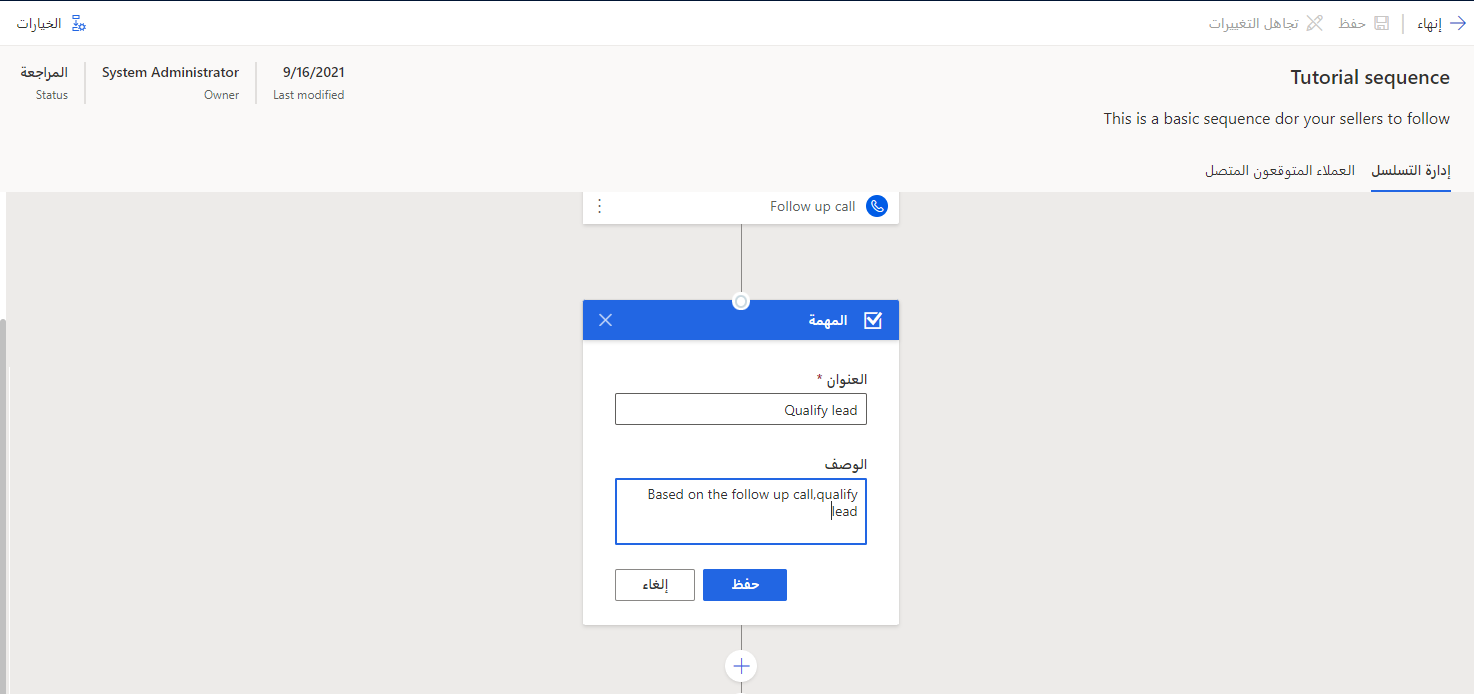 إنهاء
حفظ
تجاهل التغييرات
الخيارات
Tutorial sequence
This is a basic sequence dor your sellers to follow
9/16/2021
Last modified
System Administrator
Owner
المراجعة
Status
إدارة التسلسل
العملاء المتوقعون المتصل
Follow up call
المهمة
العنوان *
Qualify lead
الوصف
Based on the follow up call,qualify
lead
حفظ
إلغاء